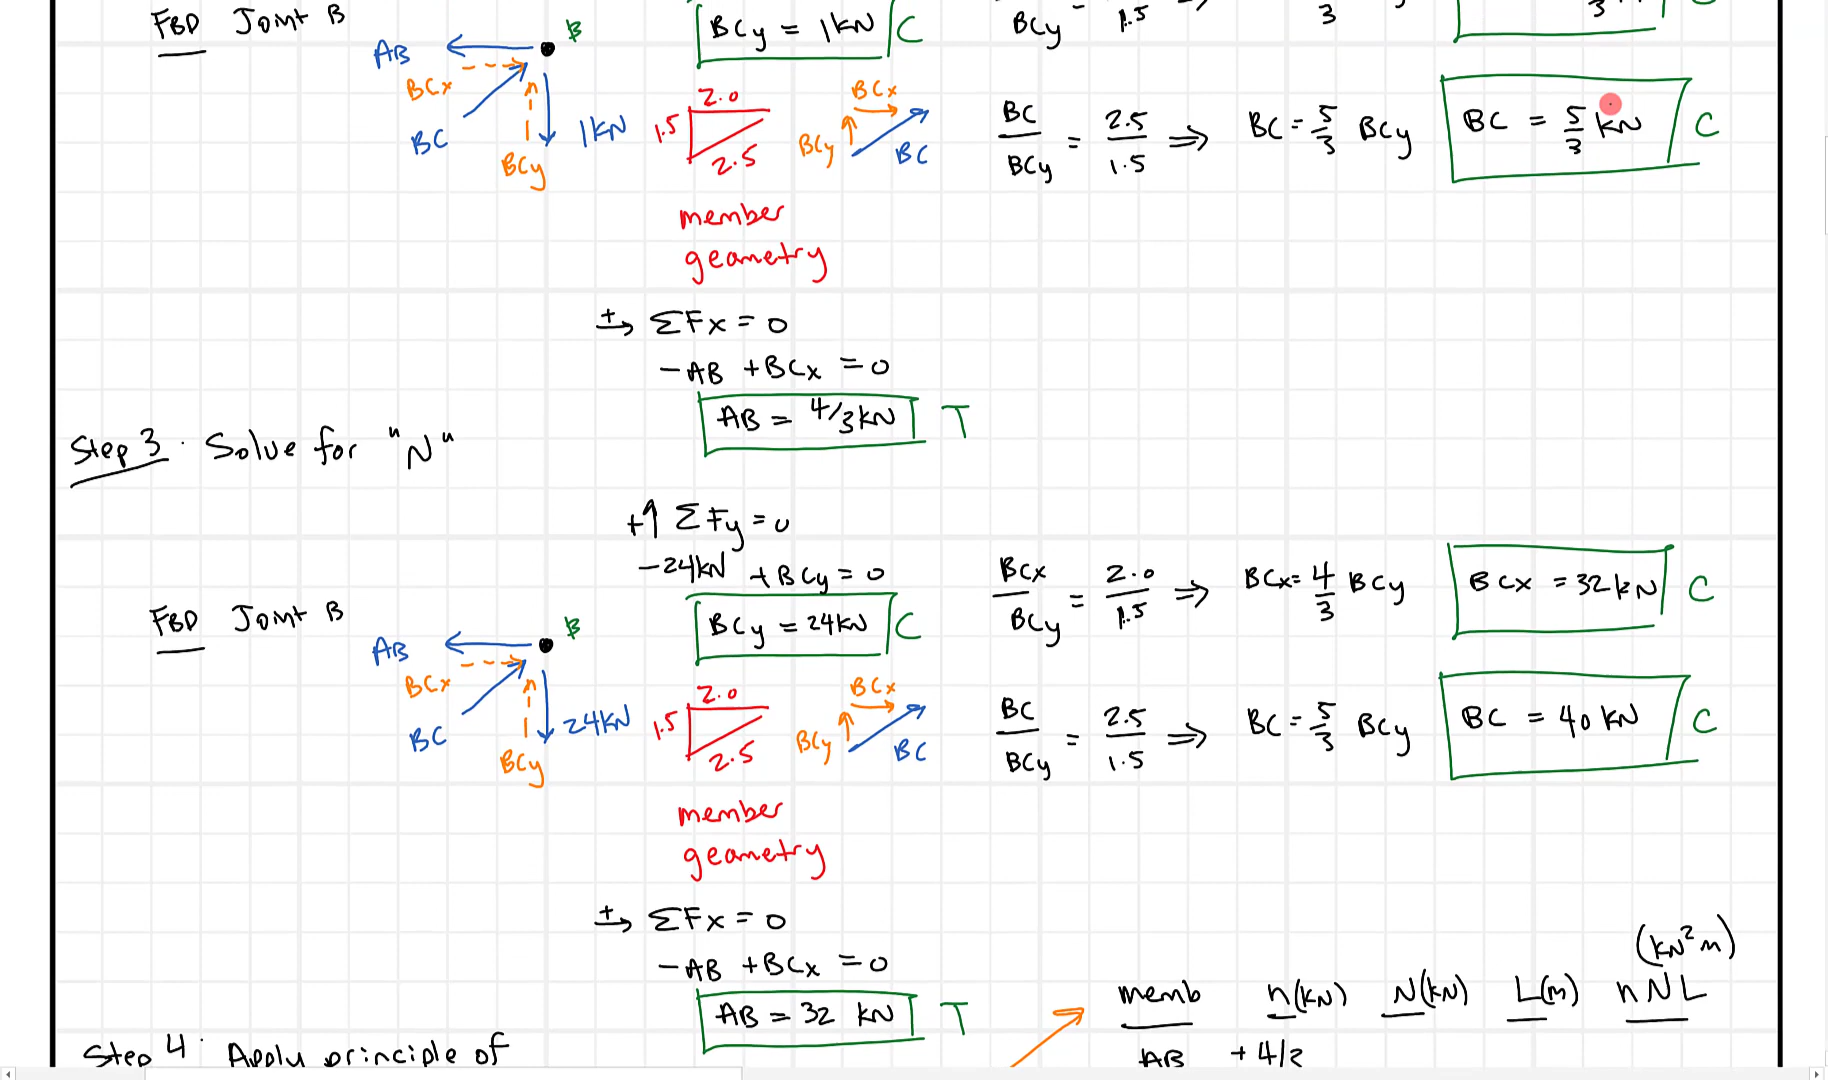 FBD Joint B
B
AB
BCx
BC
BCy
1kN
BCy = 1kN C
BCy 1.5 3
2.0
1.5
2.5
BCx
BCy
BC
BC/BCy = 2.5/1.5 ⇒ BC = 5/3 BCy
BC = 5/3 kN C
member
geometry
+→ ΣFx = 0
-AB + BCx = 0
AB = 4/3kN T
Step 3: Solve for "N"
+↑ ΣFy = 0
-24kN + BCy = 0
BCy = 24kN C
FBD Joint B
B
AB
BCx
BC
BCy
24kN
2.0
1.5
2.5
BCx
BCy
BC
BCx/BCy = 2.0/1.5 ⇒ BCx = 4/3 BCy
BCx = 32kN C
BC/BCy = 2.5/1.5 ⇒ BC = 5/3 BCy
BC = 40 kN C
member
geometry
+→ ΣFx = 0
-AB + BCx = 0
AB = 32 kN T
(kN²m)
memb n(kN) N(kN) L(m) nNL
AB + 4/3
Step 4: Apply principle of